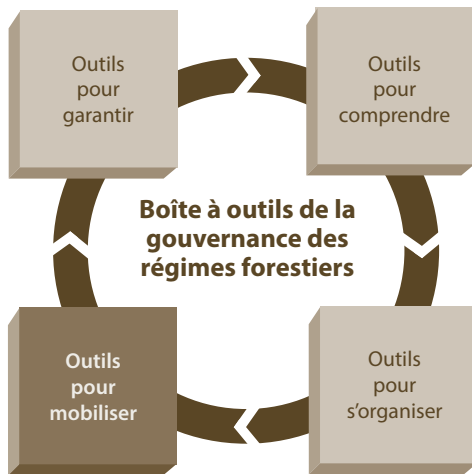 Outils
pour
garantir
Outils
pour
comprendre
Boîte à outils de la
gouvernance des
régimes forestiers
Outils
pour
mobiliser
Outils
pour
s'organiser